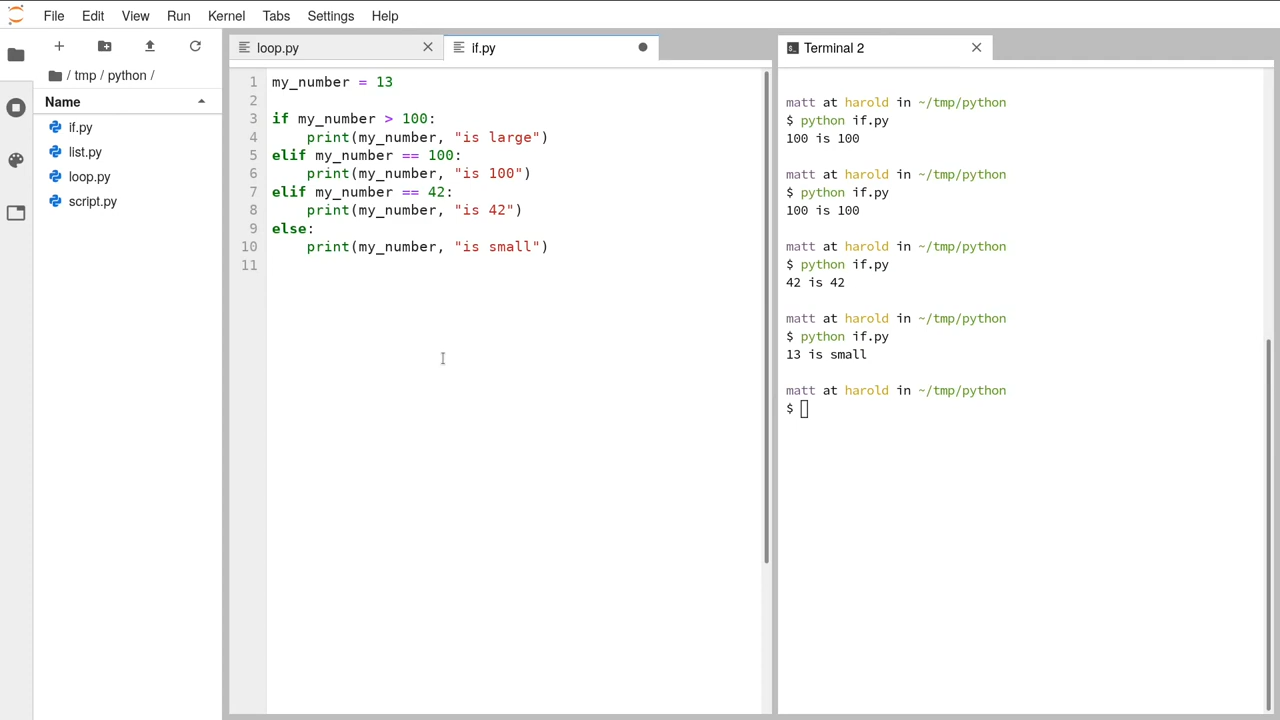 File Edit View Run Kernel Tabs Settings Help
/ tmp / python /
Name
if.py
list.py
loop.py
script.py
loop.py
if.py
1 my_number = 13
2
3 if my_number > 100:
4     print(my_number, "is large")
5 elif my_number == 100:
6     print(my_number, "is 100")
7 elif my_number == 42:
8     print(my_number, "is 42")
9 else:
10     print(my_number, "is small")
11
Terminal 2
matt at harold in ~/tmp/python
$ python if.py
100 is 100
matt at harold in ~/tmp/python
$ python if.py
100 is 100
matt at harold in ~/tmp/python
$ python if.py
42 is 42
matt at harold in ~/tmp/python
$ python if.py
13 is small
matt at harold in ~/tmp/python
$